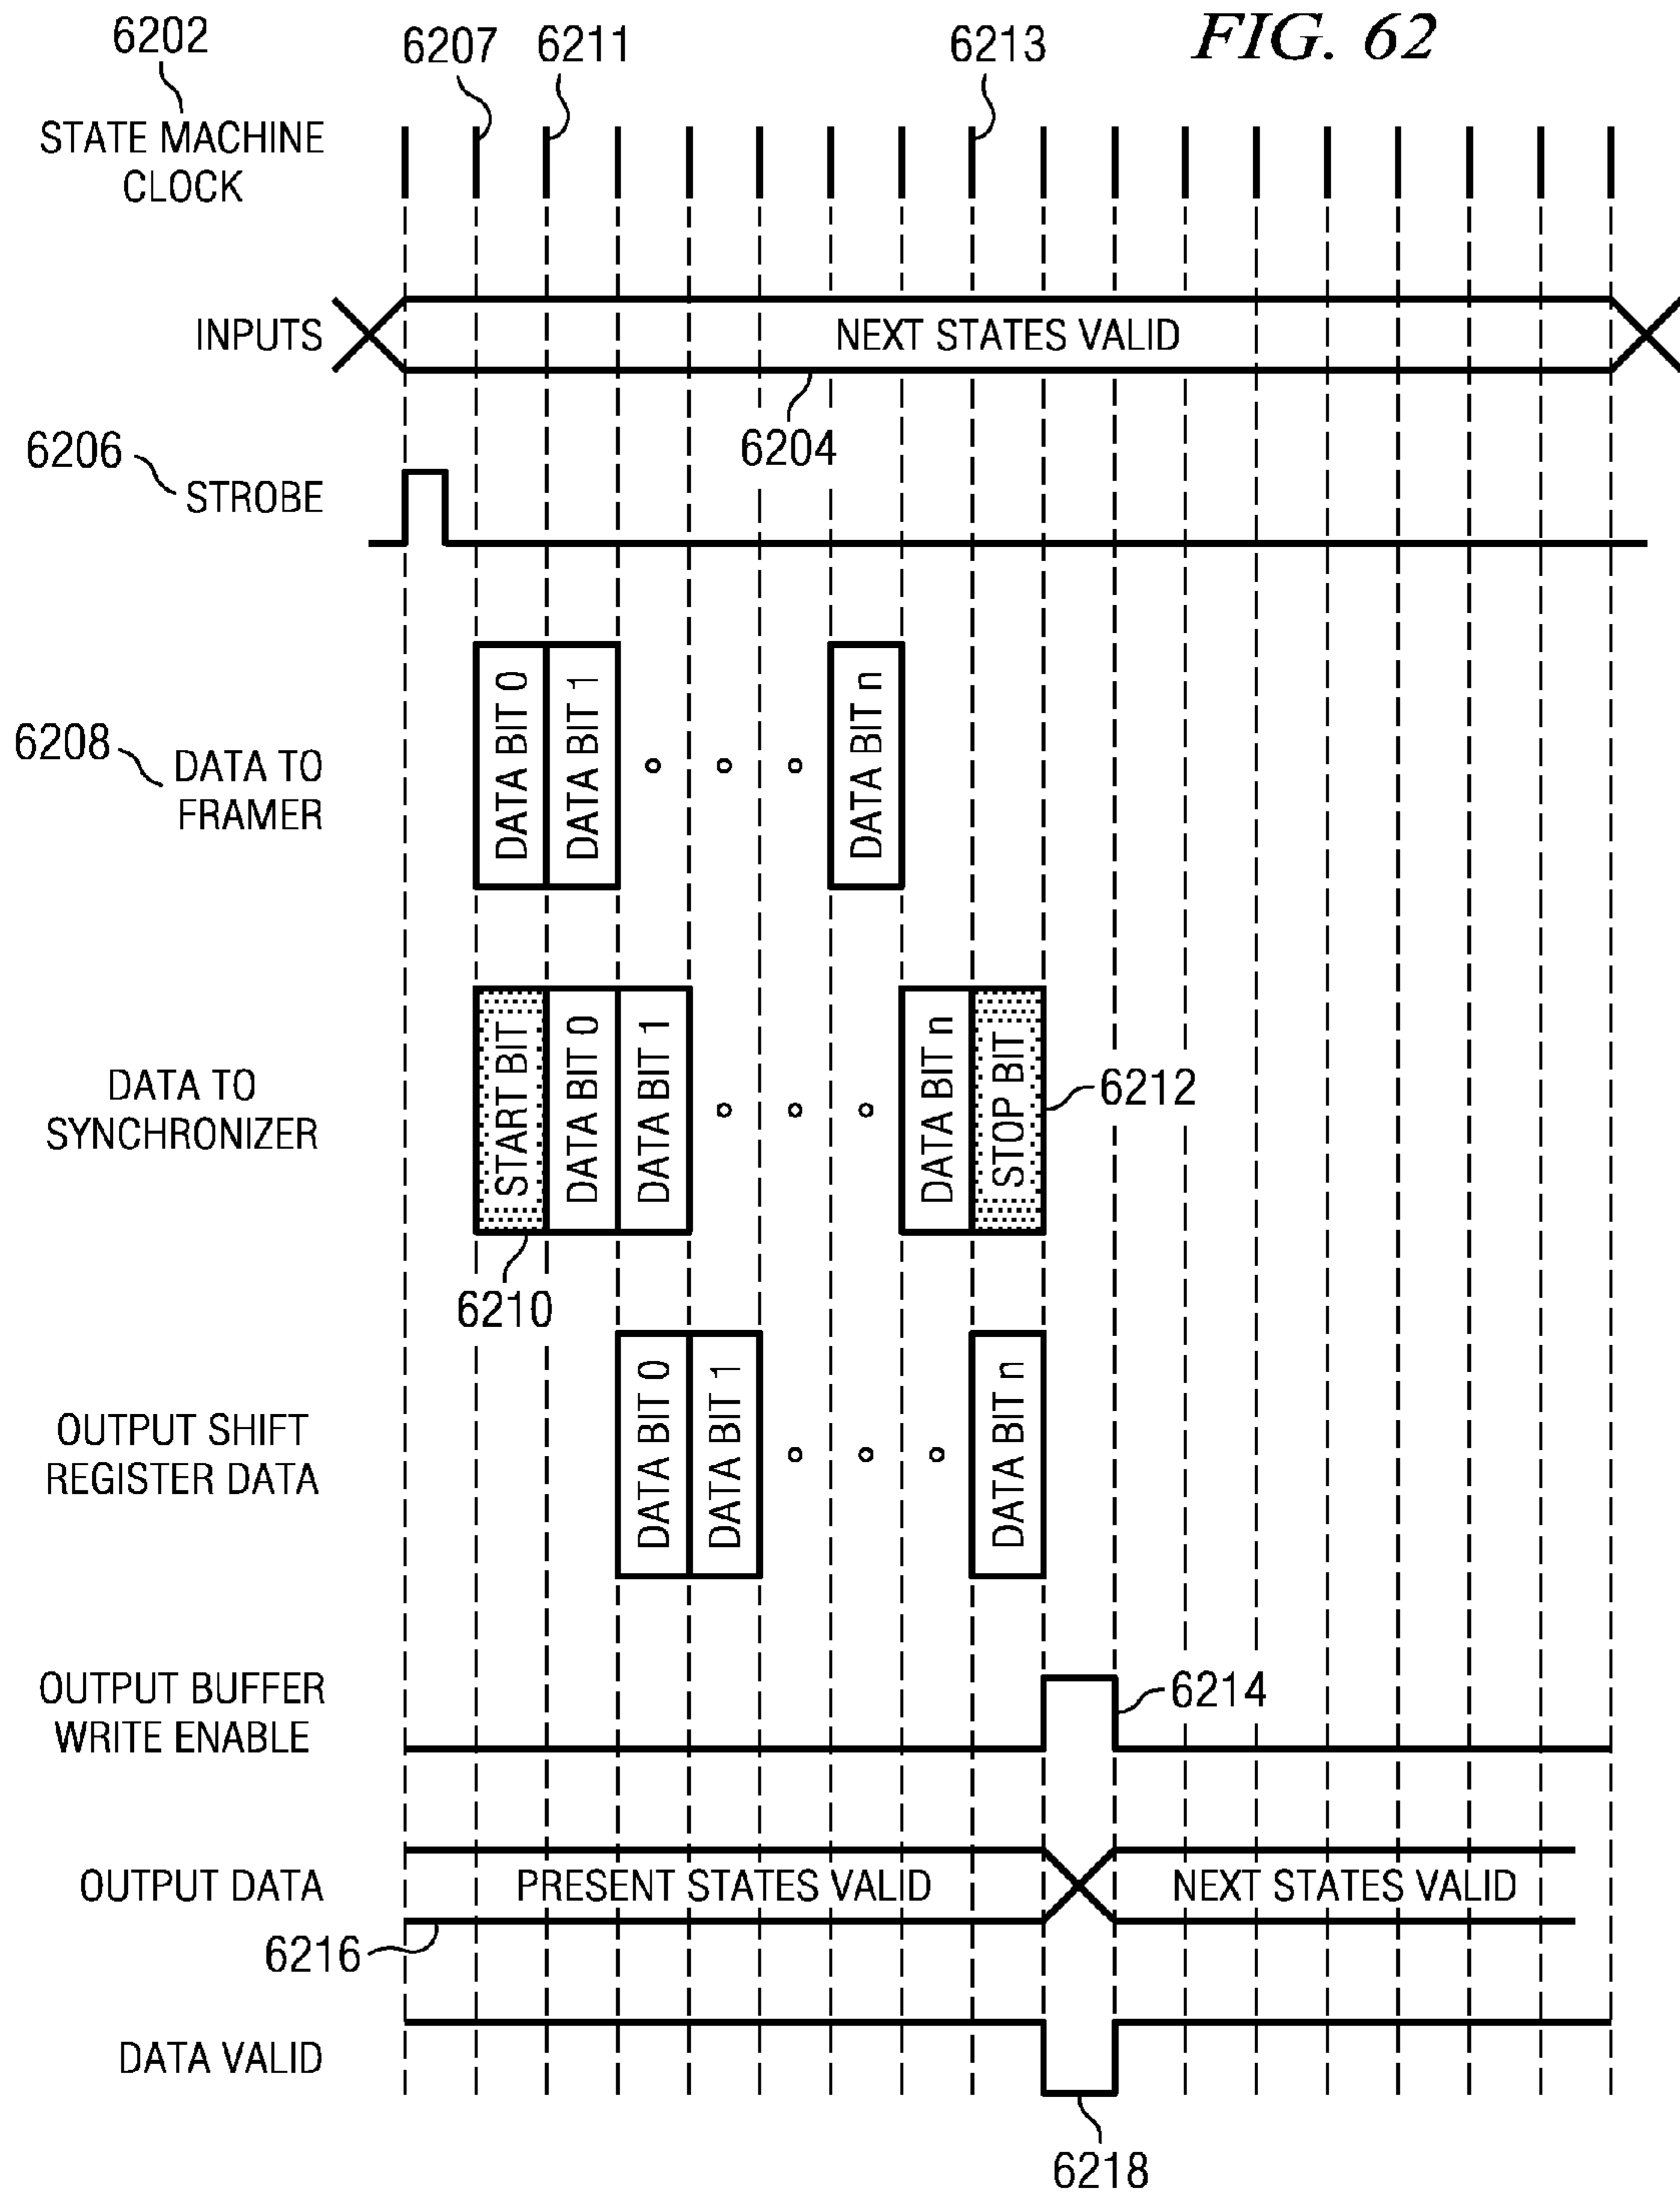 FIG. 62
6202
6207
6211
6213
STATE MACHINE
CLOCK
INPUTS
NEXT STATES VALID
6204
6206
STROBE
6208
DATA TO
FRAMER
DATA BIT 0
DATA BIT 1
DATA BIT n
DATA TO
SYNCHRONIZER
START BIT
DATA BIT 0
DATA BIT 1
DATA BIT n
STOP BIT
6212
6210
OUTPUT SHIFT
REGISTER DATA
DATA BIT 0
DATA BIT 1
DATA BIT n
OUTPUT BUFFER
WRITE ENABLE
6214
OUTPUT DATA
PRESENT STATES VALID
NEXT STATES VALID
6216
DATA VALID
6218